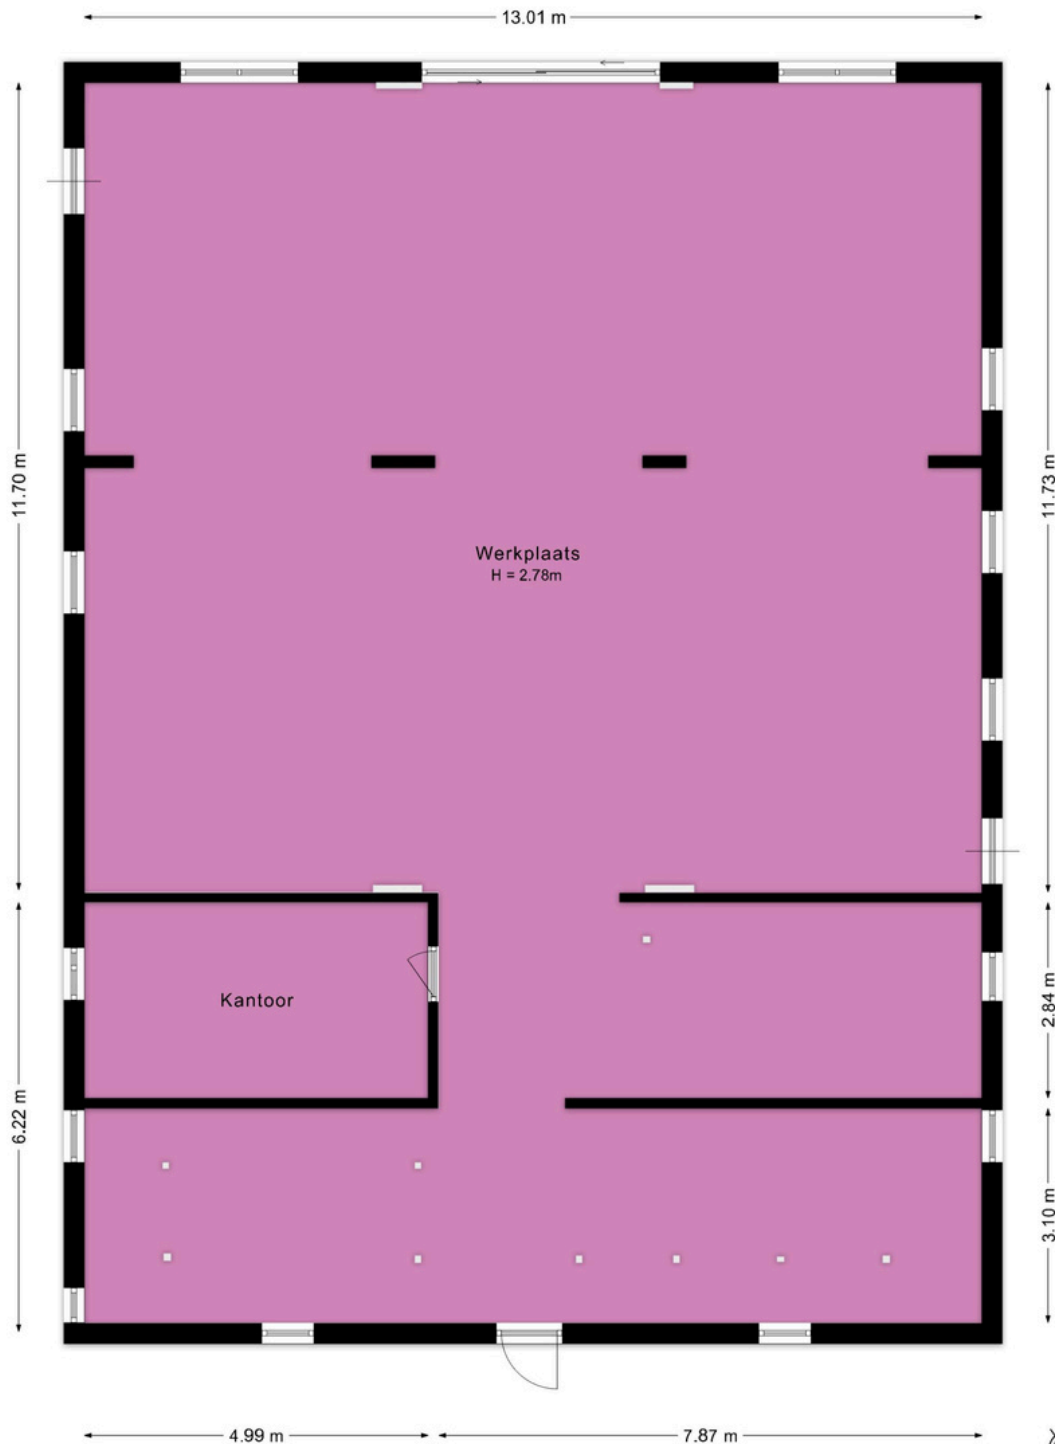 13.01 m
11.70 m
11.73 m
Werkplaats
H = 2.78m
Kantoor
2.84 m
6.22 m
3.10 m
4.99 m
7.87 m